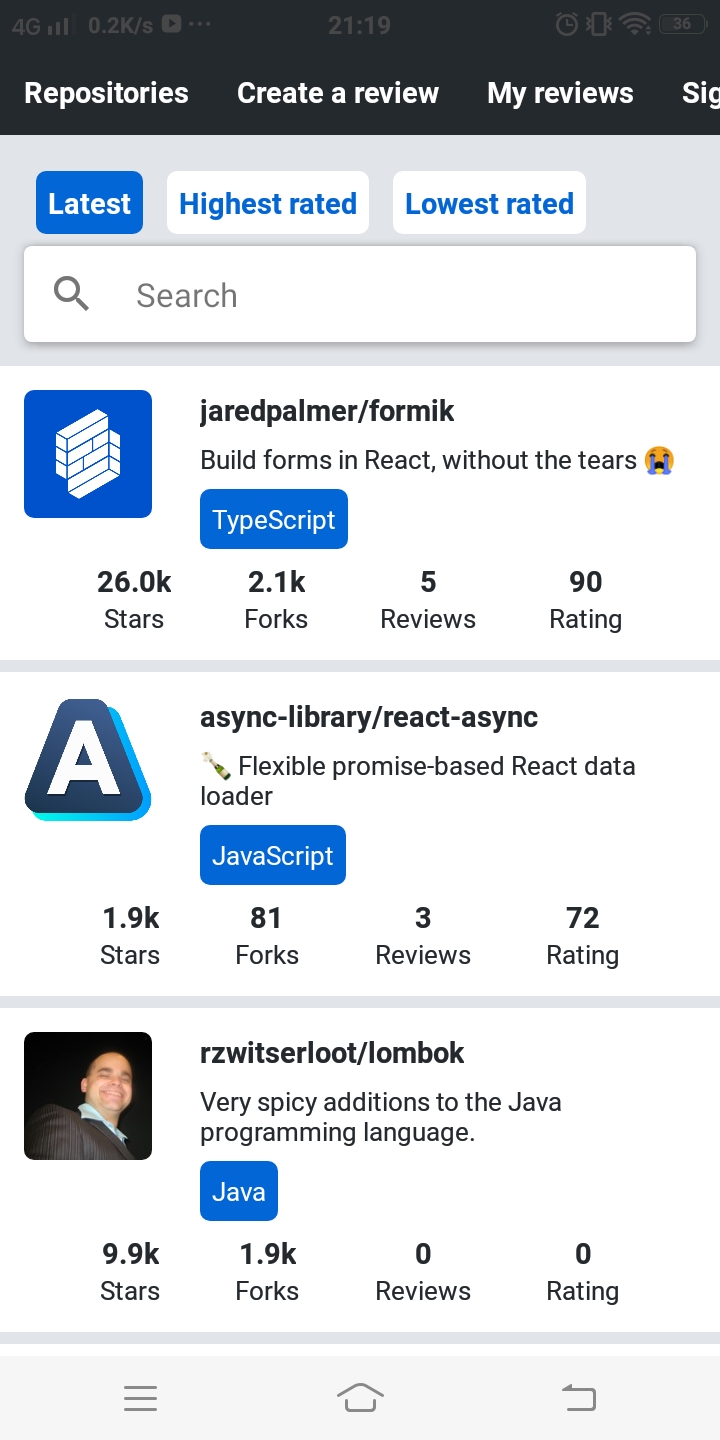 4G 0.2K/s ... 21:19 36
Repositories Create a review My reviews Sig
Latest Highest rated Lowest rated
Search
jaredpalmer/formik
Build forms in React, without the tears 😭
TypeScript
26.0k 2.1k 5 90
Stars Forks Reviews Rating
A
async-library/react-async
🍾 Flexible promise-based React data
loader
JavaScript
1.9k 81 3 72
Stars Forks Reviews Rating
rzwitserloot/lombok
Very spicy additions to the Java
programming language.
Java
9.9k 1.9k 0 0
Stars Forks Reviews Rating